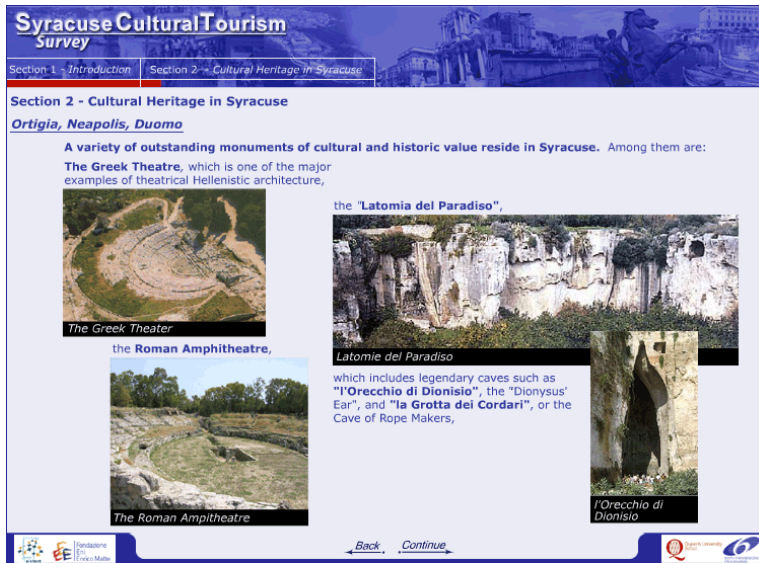 Syracuse Cultural Tourism
Survey
Section 1 - Introduction
Section 2 - Cultural Heritage in Syracuse
Section 2 - Cultural Heritage in Syracuse
Ortigia, Neapolis, Duomo
A variety of outstanding monuments of cultural and historic value reside in Syracuse. Among them are:
The Greek Theatre, which is one of the major
examples of theatrical Hellenistic architecture,
The Greek Theater
the "Latomia del Paradiso",
Latomie del Paradiso
the Roman Amphitheatre,
The Roman Ampitheatre
which includes legendary caves such as
"l'Orecchio di Dionisio", the "Dionysus'
Ear", and "la Grotta dei Cordari", or the
Cave of Rope Makers,
l'Orecchio di
Dionisio
Fondazione
Eni
Enrico Mattei
Back
Continue
Queen's University